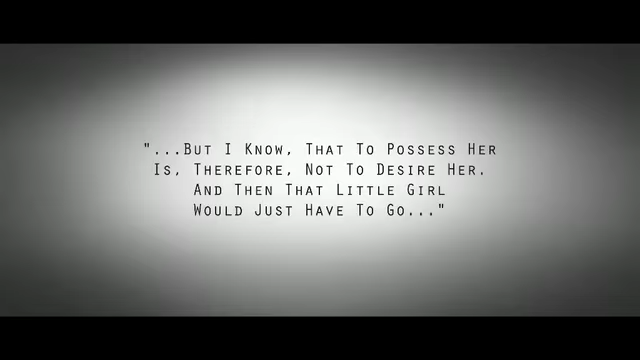 "...But I Know, That To Possess Her
Is, Therefore, Not To Desire Her.
And Then That Little Girl
Would Just Have To Go..."